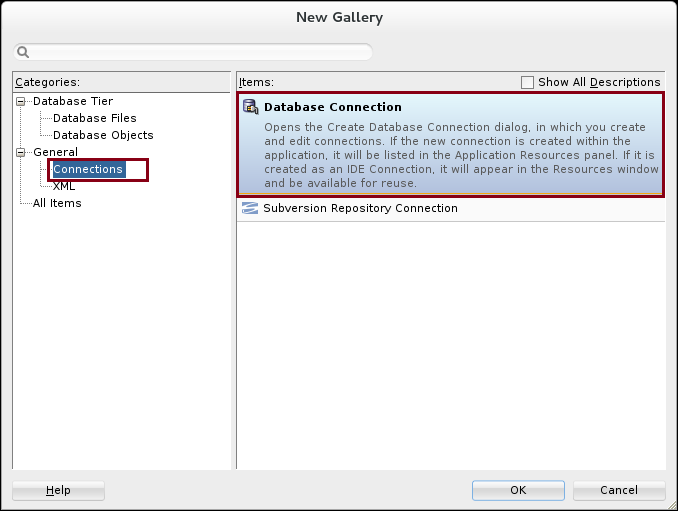 New Gallery
Categories:
Database Tier
Database Files
Database Objects
General
Connections
XML
All Items
Items:
Show All Descriptions
Database Connection
Opens the Create Database Connection dialog, in which you create
and edit connections. If the new connection is created within the
application, it will be listed in the Application Resources panel. If it is
created as an IDE Connection, it will appear in the Resources window
and be available for reuse.
Subversion Repository Connection
Help
OK
Cancel